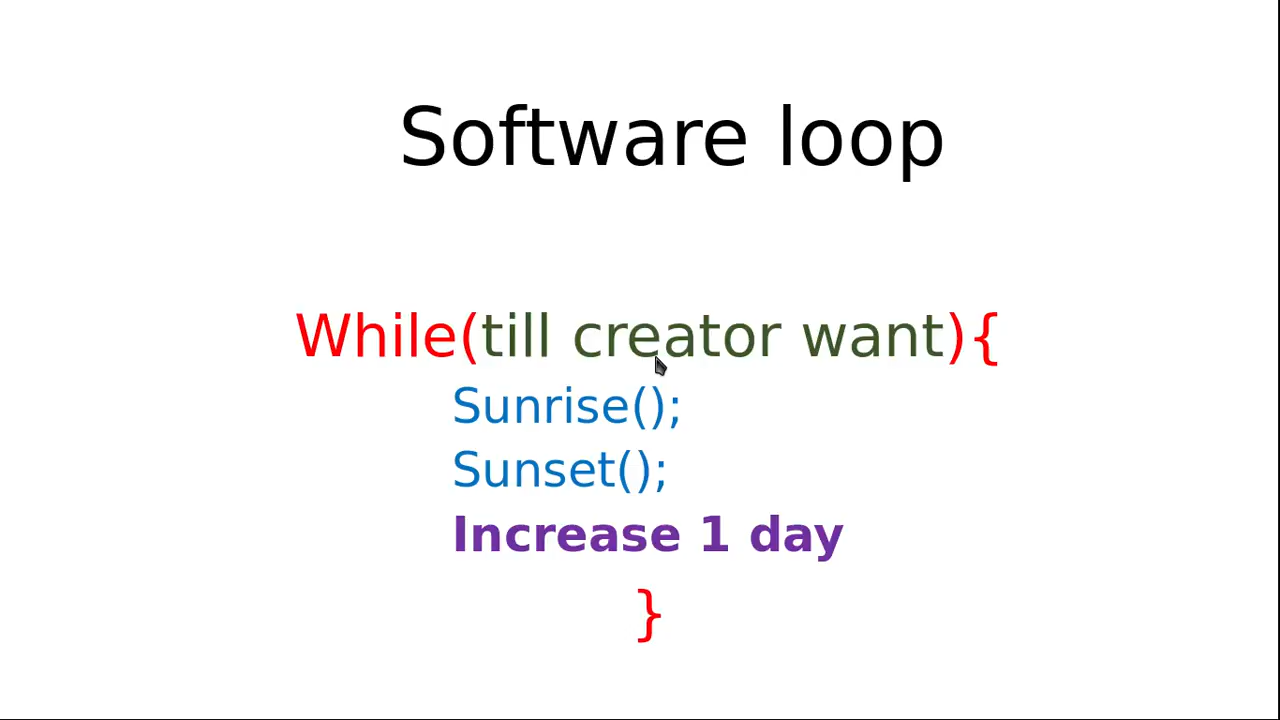 Software loop
While(till creator want){
Sunrise();
Sunset();
Increase 1 day
}